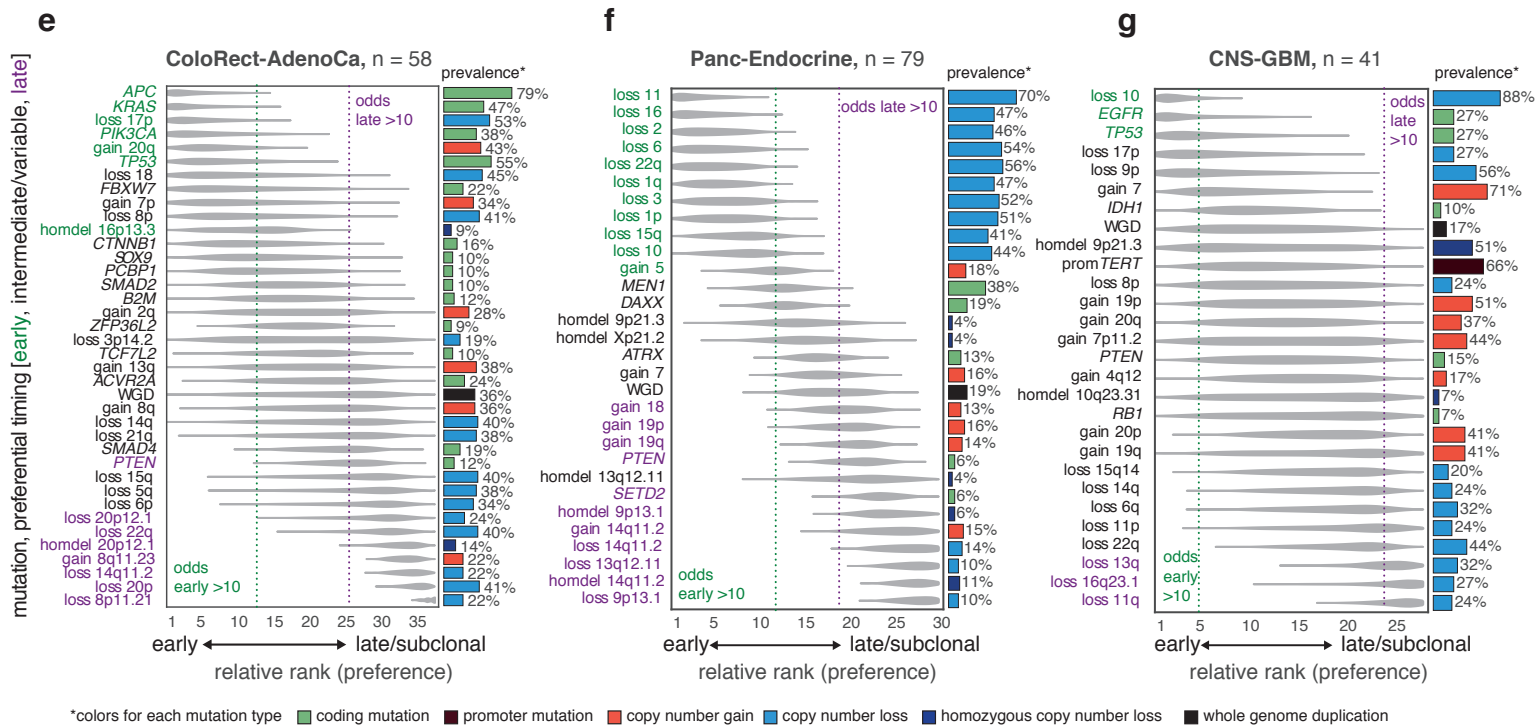 e
ColoRect-AdenoCa, n = 58
prevalence*
mutation, preferential timing [early, intermediate/variable, late]
APC 79%
KRAS 47%
loss 17p 53%
PIK3CA 38%
gain 20q 43%
TP53 55%
loss 18 45%
FBXW7 22%
gain 7p 34%
loss 8p 41%
homdel 16p13.3 9%
CTNNB1 16%
SOX9 10%
PCBP1 10%
SMAD2 10%
B2M 12%
gain 2q 28%
ZFP36L2 9%
loss 3p14.2 19%
TCF7L2 10%
gain 13q 38%
ACVR2A 24%
WGD 36%
gain 8q 36%
loss 14q 40%
loss 21q 38%
SMAD4 19%
PTEN 12%
loss 15q 40%
loss 5q 38%
loss 6p 34%
loss 20p12.1 24%
loss 22q 40%
homdel 20p12.1 14%
gain 8q11.23 22%
loss 14q11.2 22%
loss 20p 41%
loss 8p11.21 22%
odds
late >10
odds
early >10
1 5 10 15 20 25 30 35
early late/subclonal
relative rank (preference)
f
Panc-Endocrine, n = 79
prevalence*
loss 11 70%
loss 16 47%
loss 2 46%
loss 6 54%
loss 22q 56%
loss 1q 47%
loss 3 52%
loss 1p 51%
loss 15q 41%
loss 10 44%
gain 5 18%
MEN1 38%
DAXX 19%
homdel 9p21.3 4%
homdel Xp21.2 4%
ATRX 13%
gain 7 16%
WGD 19%
gain 18 13%
gain 19p 16%
gain 19q 14%
PTEN 6%
homdel 13q12.11 4%
SETD2 6%
homdel 9p13.1 6%
gain 14q11.2 15%
loss 14q11.2 14%
loss 13q12.11 10%
homdel 14q11.2 11%
loss 9p13.1 10%
odds late >10
odds
early >10
1 5 10 15 20 25 30
early late/subclonal
relative rank (preference)
g
CNS-GBM, n = 41
prevalence*
loss 10 88%
EGFR 27%
TP53 27%
loss 17p 27%
loss 9p 56%
gain 7 71%
IDH1 10%
WGD 17%
homdel 9p21.3 51%
promTERT 66%
loss 8p 24%
gain 19p 51%
gain 20q 37%
gain 7p11.2 44%
PTEN 15%
gain 4q12 17%
homdel 10q23.31 7%
RB1 7%
gain 20p 41%
gain 19q 41%
loss 15q14 20%
loss 14q 24%
loss 6q 32%
loss 11p 24%
loss 22q 44%
loss 13q 32%
loss 16q23.1 27%
loss 11q 24%
odds
late
>10
odds
early
>10
1 5 10 15 20 25
early late/subclonal
relative rank (preference)
*colors for each mutation type coding mutation promoter mutation copy number gain copy number loss homozygous copy number loss whole genome duplication